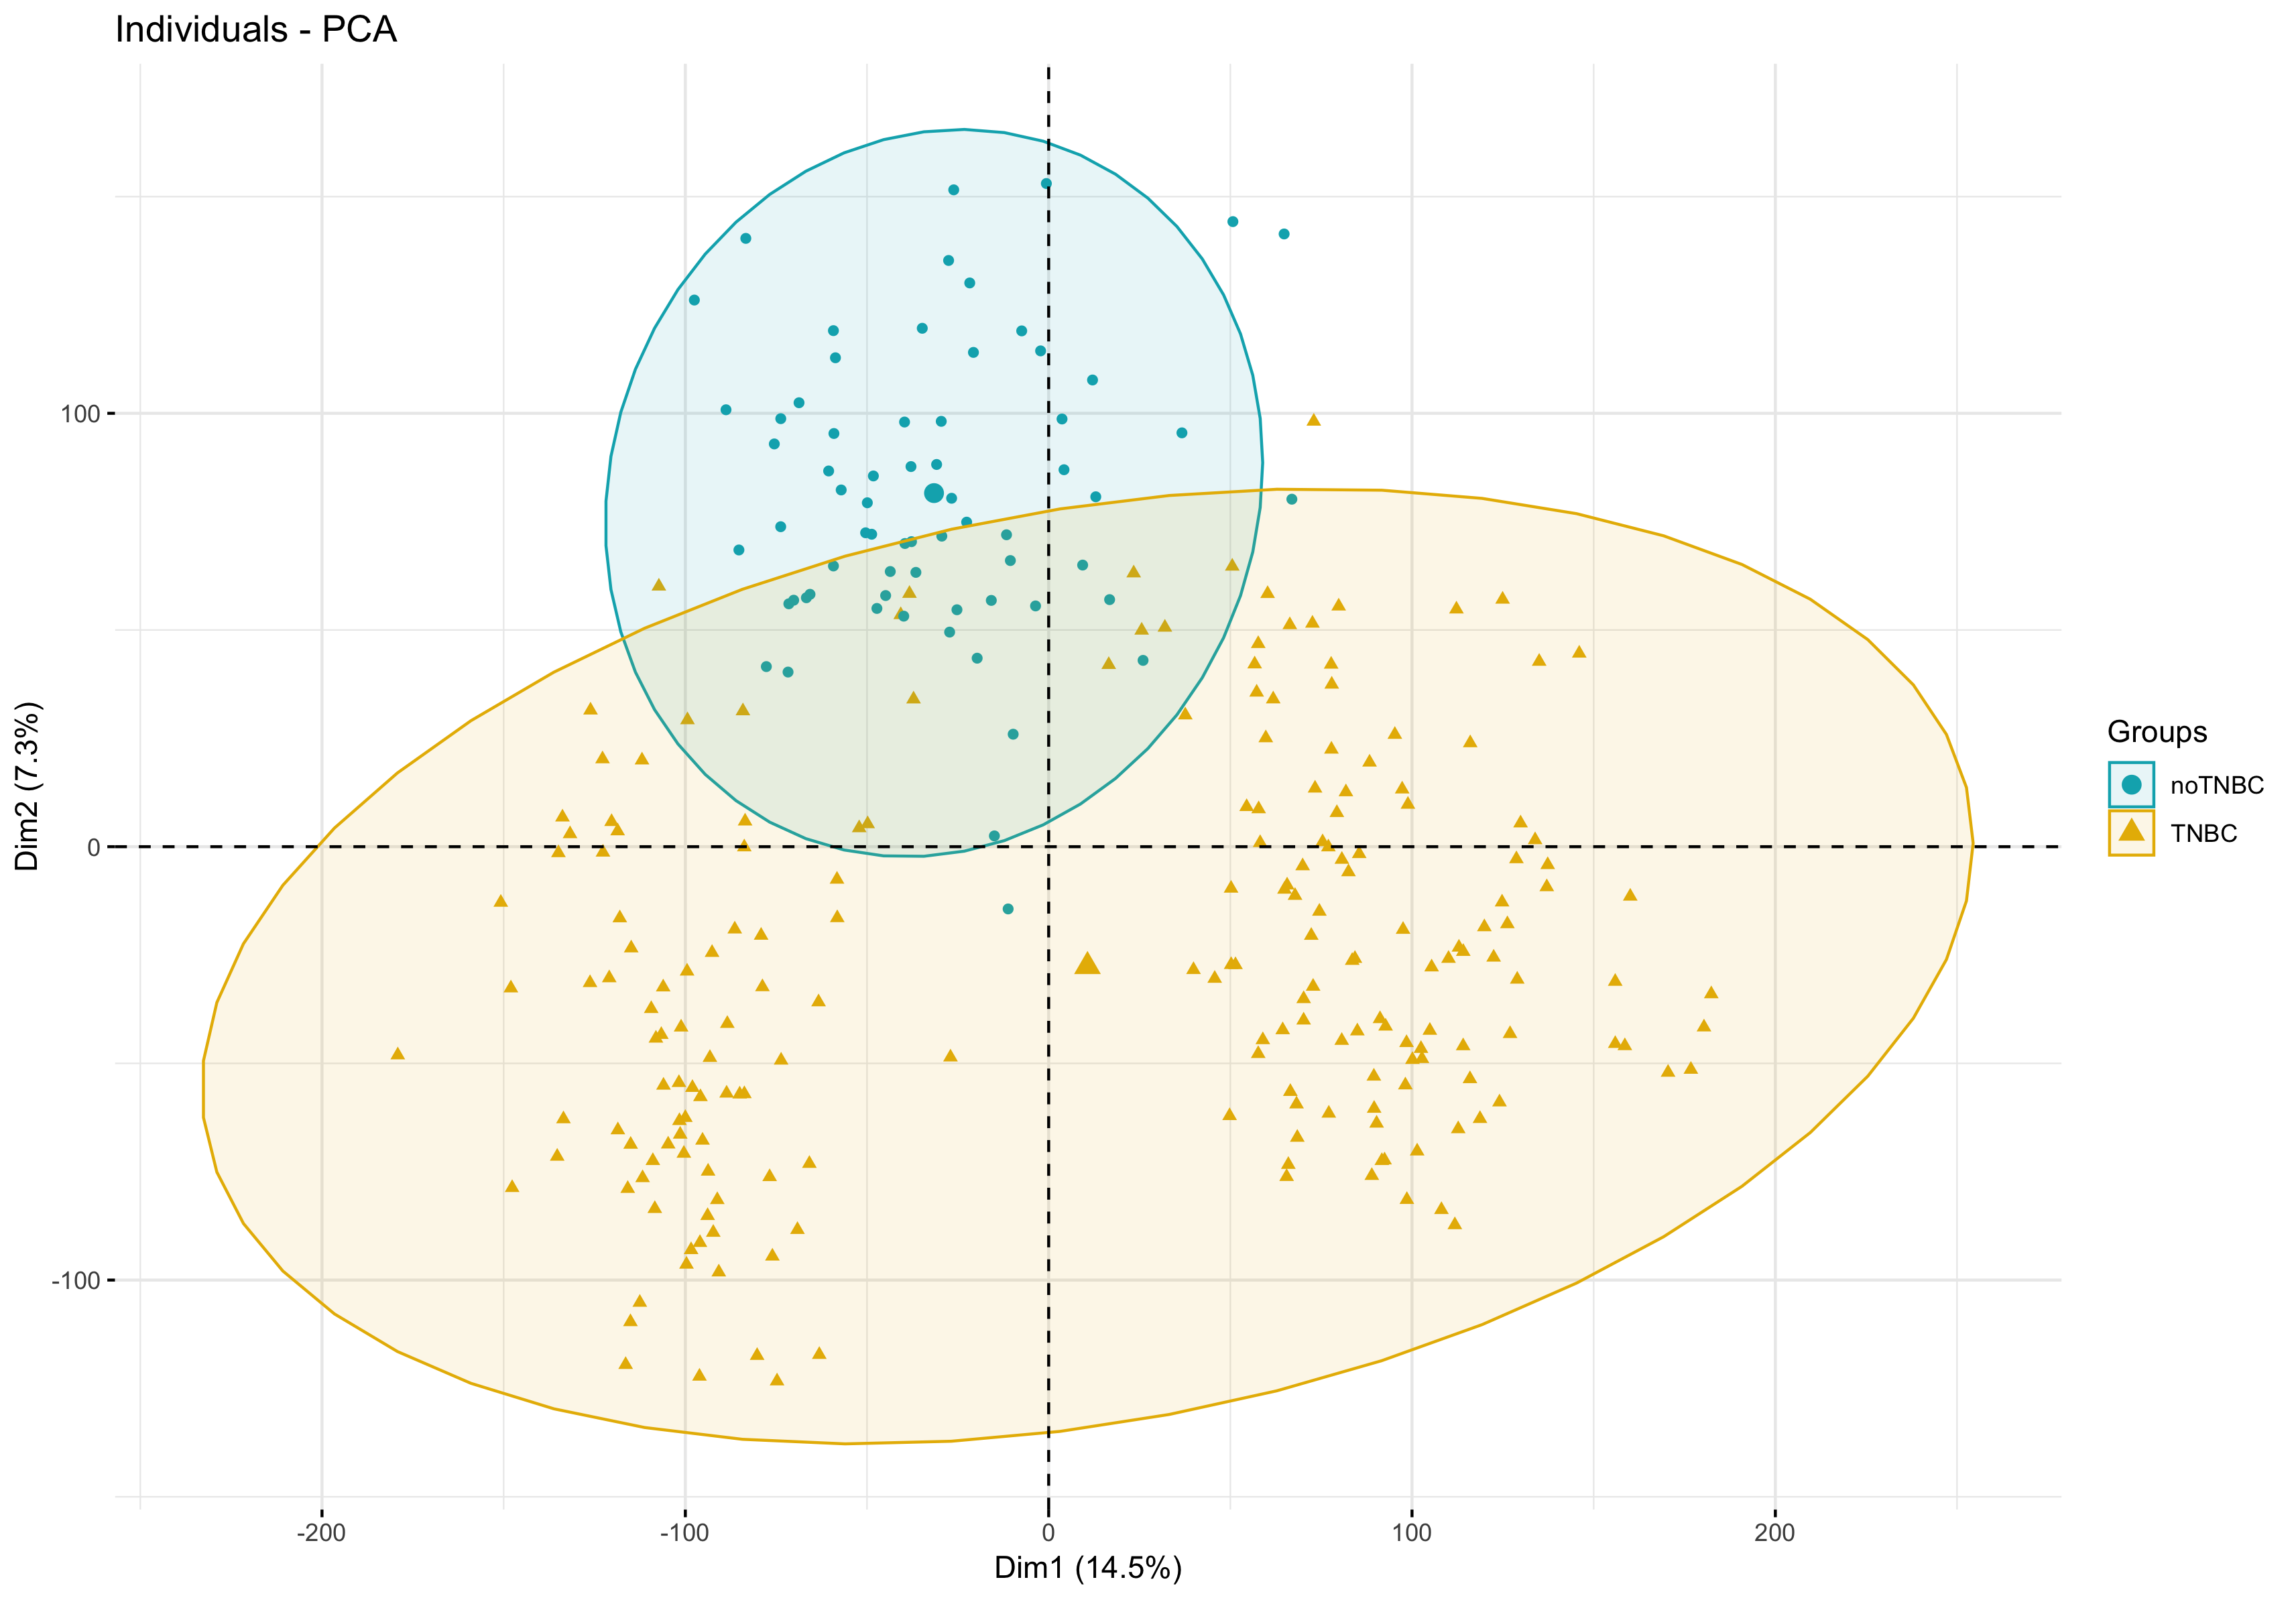 Individuals - PCA
100
0
-100
Dim2 (7.3%)
-200
-100
0
100
200
Dim1 (14.5%)
Groups
noTNBC
TNBC